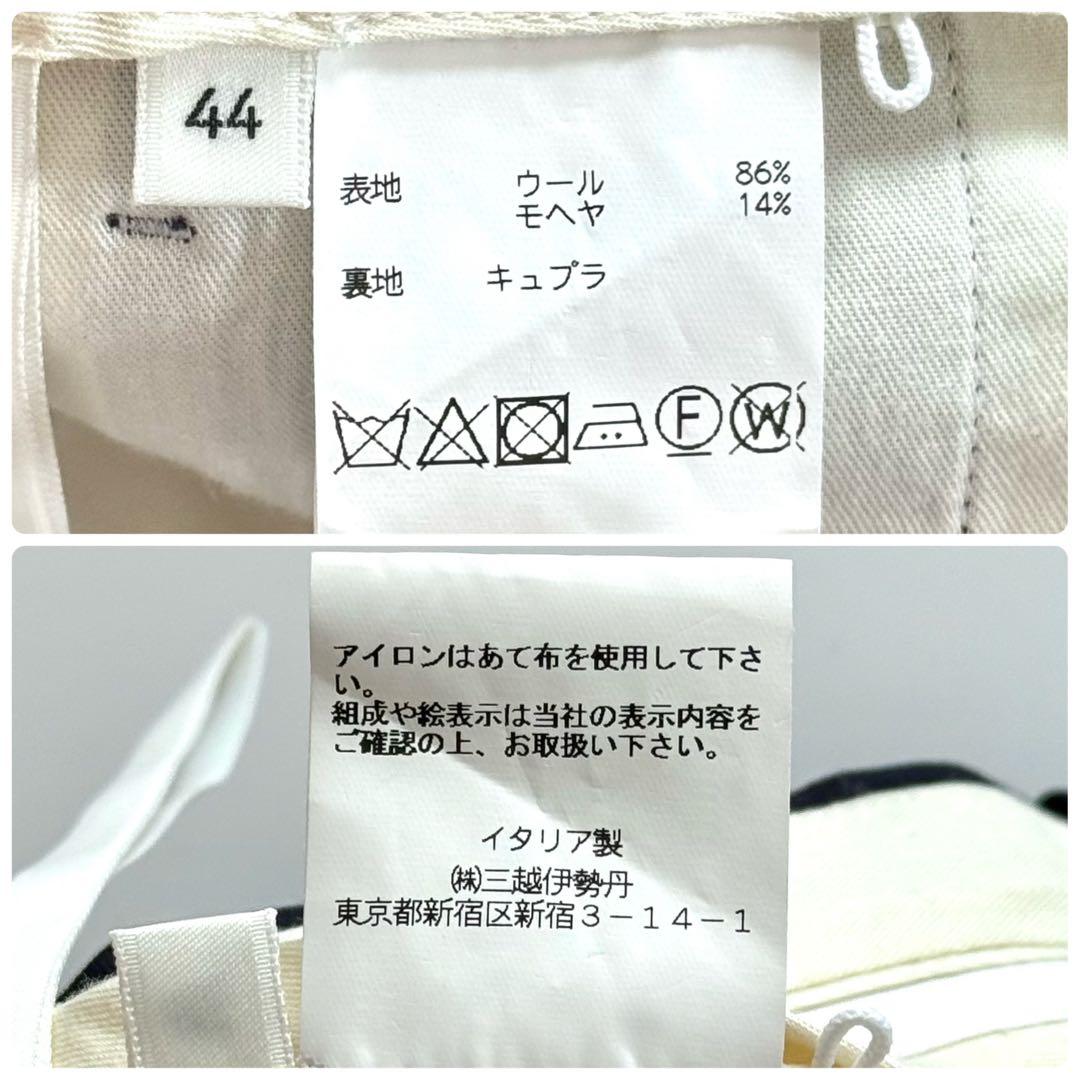 44
表地 ウール 86%
モヘヤ 14%
裏地 キュプラ
F W
アイロンはあて布を使用して下さ
い。
組成や絵表示は当社の表示内容を
ご確認の上、お取扱い下さい。
イタリア製
㈱三越伊勢丹
東京都新宿区新宿3-14-1